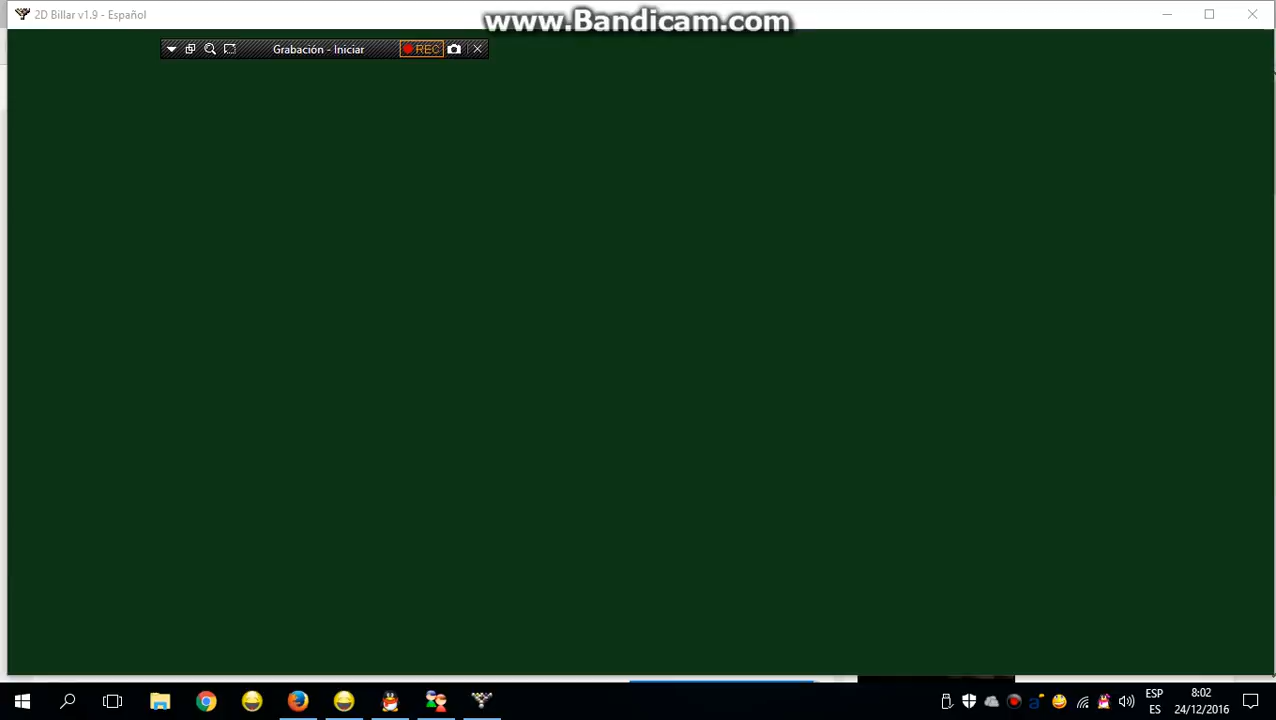 2D Billar v1.9 - Español
www.Bandicam.com
Grabación - Iniciar
REC
ESP
ES
8:02
24/12/2016